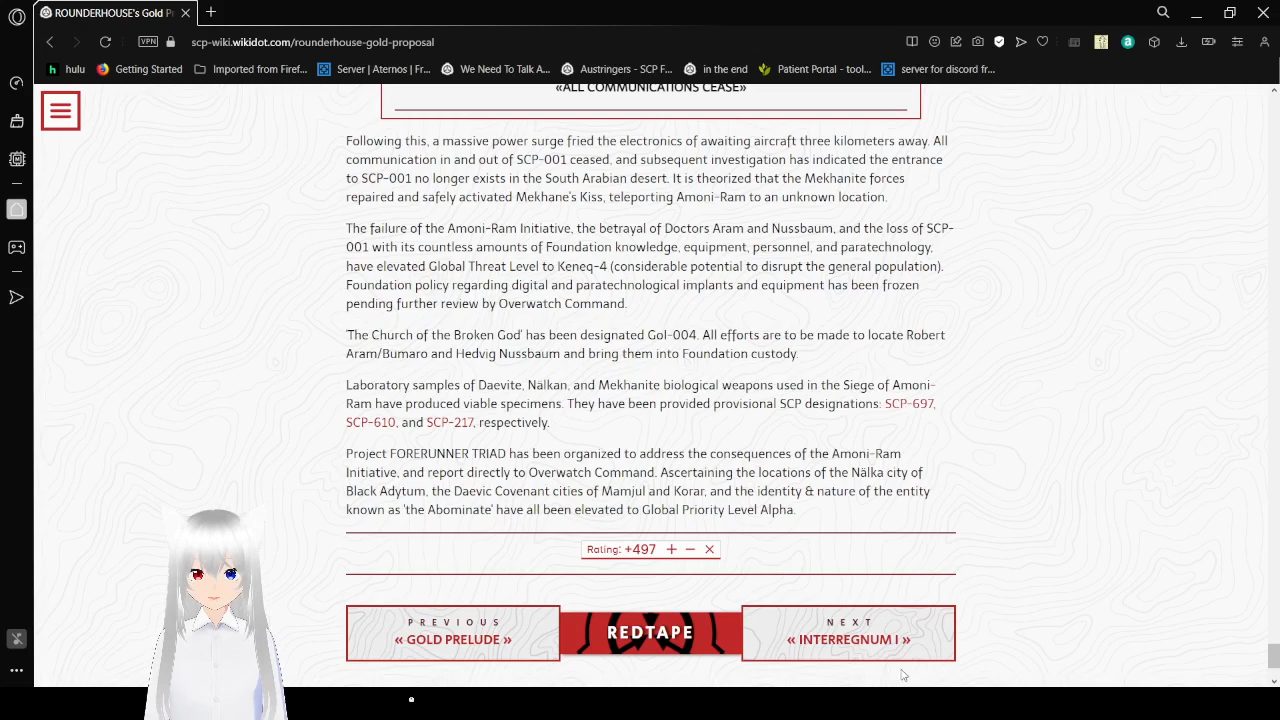 ROUNDERHOUSE's Gold P
VPN scp-wiki.wikidot.com/rounderhouse-gold-proposal
h hulu Getting Started Imported from Firef... Server | Aternos | Fr... We Need To Talk A... Austringers - SCP F... in the end Patient Portal - tool... server for discord fr...
«ALL COMMUNICATIONS CEASE»
Following this, a massive power surge fried the electronics of awaiting aircraft three kilometers away. All
communication in and out of SCP-001 ceased, and subsequent investigation has indicated the entrance
to SCP-001 no longer exists in the South Arabian desert. It is theorized that the Mekhanite forces
repaired and safely activated Mekhane's Kiss, teleporting Amoni-Ram to an unknown location.
The failure of the Amoni-Ram Initiative, the betrayal of Doctors Aram and Nussbaum, and the loss of SCP-
001 with its countless amounts of Foundation knowledge, equipment, personnel, and paratechnology,
have elevated Global Threat Level to Keneq-4 (considerable potential to disrupt the general population).
Foundation policy regarding digital and paratechnological implants and equipment has been frozen
pending further review by Overwatch Command.
'The Church of the Broken God' has been designated GoI-004. All efforts are to be made to locate Robert
Aram/Bumaro and Hedvig Nussbaum and bring them into Foundation custody.
Laboratory samples of Daevite, Nälkan, and Mekhanite biological weapons used in the Siege of Amoni-
Ram have produced viable specimens. They have been provided provisional SCP designations: SCP-697,
SCP-610, and SCP-217, respectively.
Project FORERUNNER TRIAD has been organized to address the consequences of the Amoni-Ram
Initiative, and report directly to Overwatch Command. Ascertaining the locations of the Nälka city of
Black Adytum, the Daevic Covenant cities of Mamjul and Korar, and the identity & nature of the entity
known as 'the Abominate' have all been elevated to Global Priority Level Alpha.
Rating: +497 + − ×
PREVIOUS
« GOLD PRELUDE »
REDTAPE
NEXT
« INTERREGNUM I »